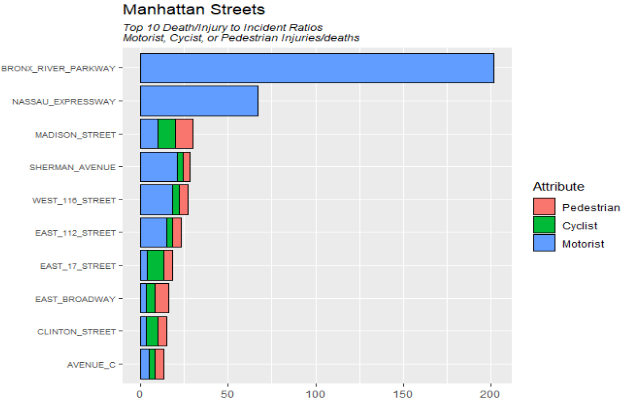 Manhattan Streets
Top 10 Death/Injury to Incident Ratios
Motorist, Cycist, or Pedestrian Injuries/deaths
BRONX_RIVER_PARKWAY
NASSAU_EXPRESSWAY
MADISON_STREET
SHERMAN_AVENUE
WEST_116_STREET
EAST_112_STREET
EAST_17_STREET
EAST_BROADWAY
CLINTON_STREET
AVENUE_C
0 50 100 150 200
Attribute
Pedestrian
Cyclist
Motorist